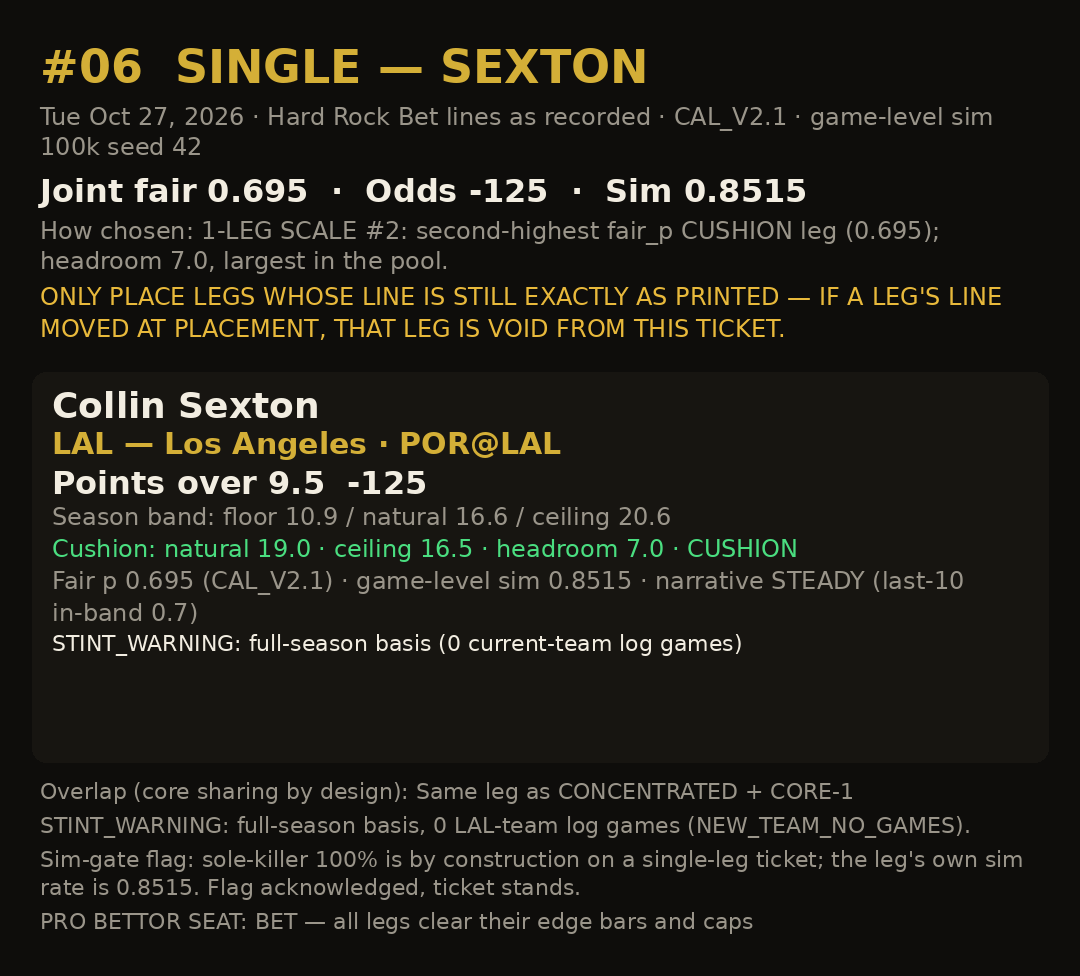 #06  SINGLE — SEXTON
Tue Oct 27, 2026 · Hard Rock Bet lines as recorded · CAL_V2.1 · game-level sim
100k seed 42
Joint fair 0.695  ·  Odds -125  ·  Sim 0.8515
How chosen: 1-LEG SCALE #2: second-highest fair_p CUSHION leg (0.695);
headroom 7.0, largest in the pool.
ONLY PLACE LEGS WHOSE LINE IS STILL EXACTLY AS PRINTED — IF A LEG'S LINE
MOVED AT PLACEMENT, THAT LEG IS VOID FROM THIS TICKET.
Collin Sexton
LAL — Los Angeles · POR@LAL
Points over 9.5  -125
Season band: floor 10.9 / natural 16.6 / ceiling 20.6
Cushion: natural 19.0 · ceiling 16.5 · headroom 7.0 · CUSHION
Fair p 0.695 (CAL_V2.1) · game-level sim 0.8515 · narrative STEADY (last-10
in-band 0.7)
STINT_WARNING: full-season basis (0 current-team log games)
Overlap (core sharing by design): Same leg as CONCENTRATED + CORE-1
STINT_WARNING: full-season basis, 0 LAL-team log games (NEW_TEAM_NO_GAMES).
Sim-gate flag: sole-killer 100% is by construction on a single-leg ticket; the leg's own sim
rate is 0.8515. Flag acknowledged, ticket stands.
PRO BETTOR SEAT: BET — all legs clear their edge bars and caps